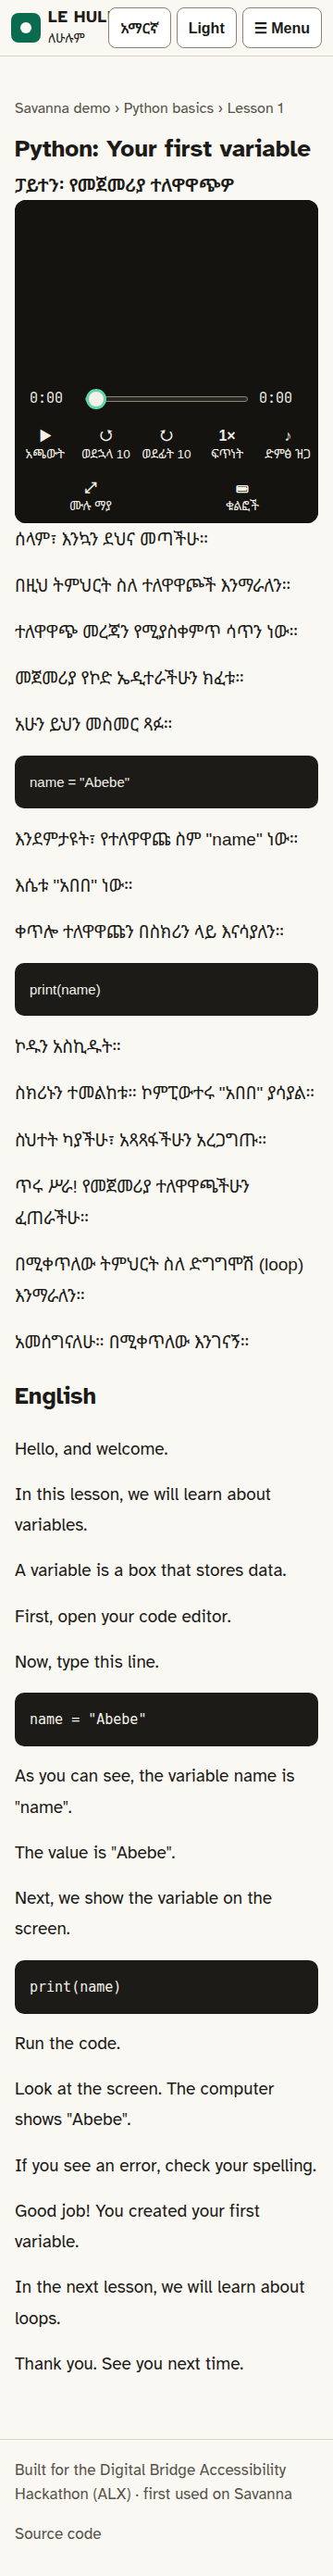 LE HUL
ለሁሉም
አማርኛ
Light
☰ Menu
Savanna demo › Python basics › Lesson 1
Python: Your first variable
ፓይተን፡ የመጀመሪያ ተለዋዋጭዎ
0:00
0:00
አጫውት
ወደኋላ 10
ወደፊት 10
1×
ፍጥነት
ድምፅ ዝጋ
ሙሉ ማያ
ቁልፎች
ሰላም፣ እንኳን ደህና መጣችሁ።
በዚህ ትምህርት ስለ ተለዋዋጮች እንማራለን።
ተለዋዋጭ መረጃን የሚያስቀምጥ ሳጥን ነው።
መጀመሪያ የኮድ ኤዲተራችሁን ክፈቱ።
አሁን ይህን መስመር ጻፉ።
name = "Abebe"
እንደምታዩት፣ የተለዋዋጩ ስም "name" ነው።
እሴቱ "አበበ" ነው።
ቀጥሎ ተለዋዋጩን በስክሪን ላይ እናሳያለን።
print(name)
ኮዱን አስኪዱት።
ስክሪኑን ተመልከቱ። ኮምፒውተሩ "አበበ" ያሳያል።
ስህተት ካያችሁ፣ አጻጻፋችሁን አረጋግጡ።
ጥሩ ሥራ! የመጀመሪያ ተለዋዋጫችሁን
ፈጠራችሁ።
በሚቀጥለው ትምህርት ስለ ድግግሞሽ (loop)
እንማራለን።
አመሰግናለሁ። በሚቀጥለው እንገናኝ።
English
Hello, and welcome.
In this lesson, we will learn about
variables.
A variable is a box that stores data.
First, open your code editor.
Now, type this line.
name = "Abebe"
As you can see, the variable name is
"name".
The value is "Abebe".
Next, we show the variable on the
screen.
print(name)
Run the code.
Look at the screen. The computer
shows "Abebe".
If you see an error, check your spelling.
Good job! You created your first
variable.
In the next lesson, we will learn about
loops.
Thank you. See you next time.
Built for the Digital Bridge Accessibility
Hackathon (ALX) · first used on Savanna
Source code